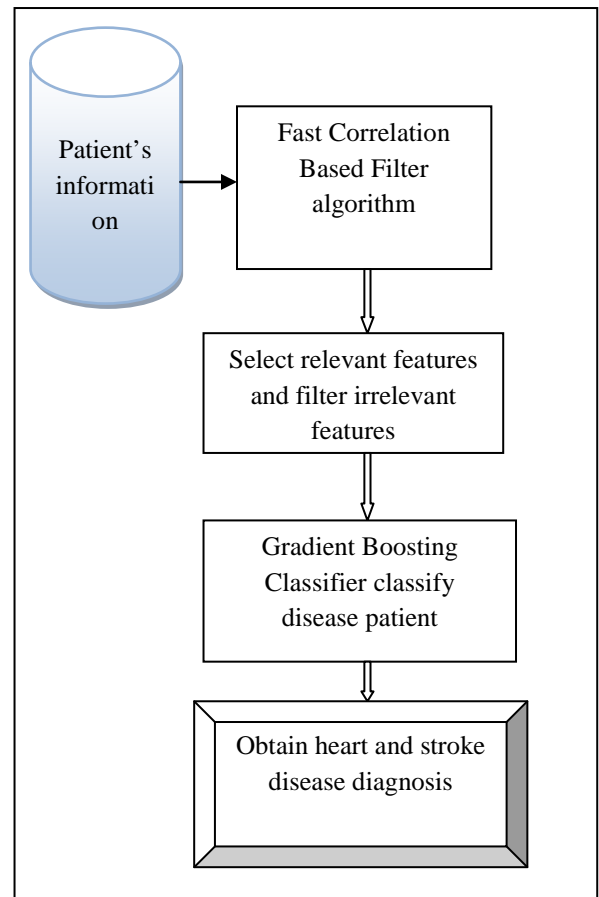 Patient's
informati
on
Fast Correlation
Based Filter
algorithm
Select relevant features
and filter irrelevant
features
Gradient Boosting
Classifier classify
disease patient
Obtain heart and stroke
disease diagnosis